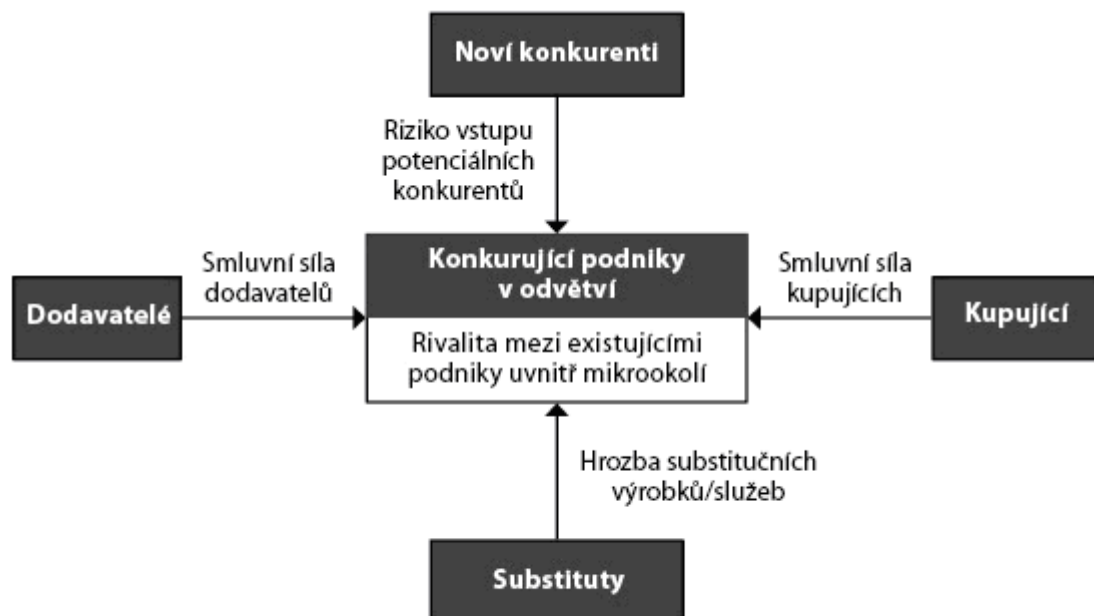 Noví konkurenti
Riziko vstupu
potenciálních
konkurentů
Smluvní síla
dodavatelů
Dodavatelé
Konkurující podniky
v odvětví
Rivalita mezi existujícími
podniky uvnitř mikrookolí
Smluvní síla
kupujících
Kupující
Hrozba substitučních
výrobků/služeb
Substituty